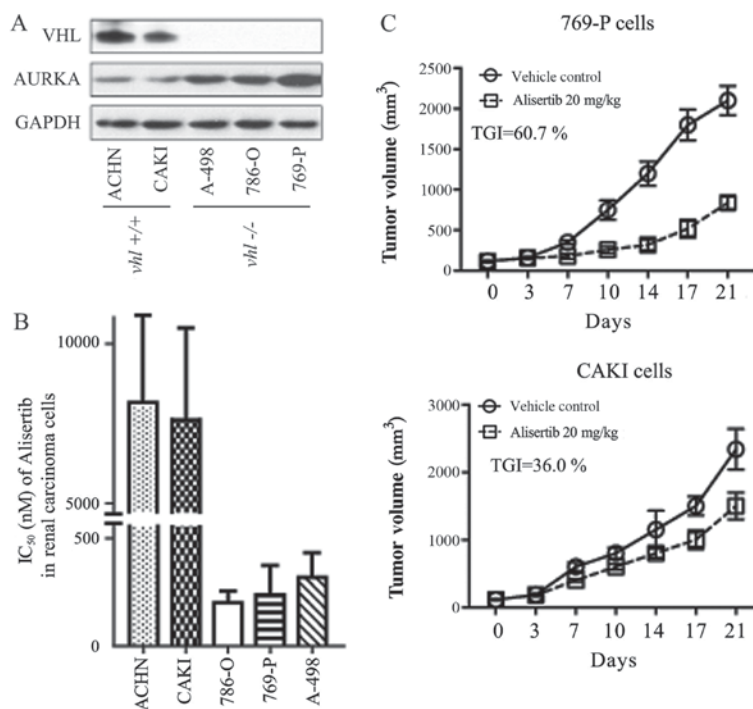 A
VHL
AURKA
GAPDH
ACHN
CAKI
A-498
786-O
769-P
vhl +/+
vhl -/-
B
IC₅₀ (nM) of Alisertib
in renal carcinoma cells
10000
5000
500
0
ACHN
CAKI
786-O
769-P
A-498
C
769-P cells
Tumor volume (mm³)
2500
2000
1500
1000
500
0
Vehicle control
Alisertib 20 mg/kg
TGI=60.7 %
0 3 7 10 14 17 21
Days
CAKI cells
Tumor volume (mm³)
3000
2000
1000
0
Vehicle control
Alisertib 20 mg/kg
TGI=36.0 %
0 3 7 10 14 17 21
Days